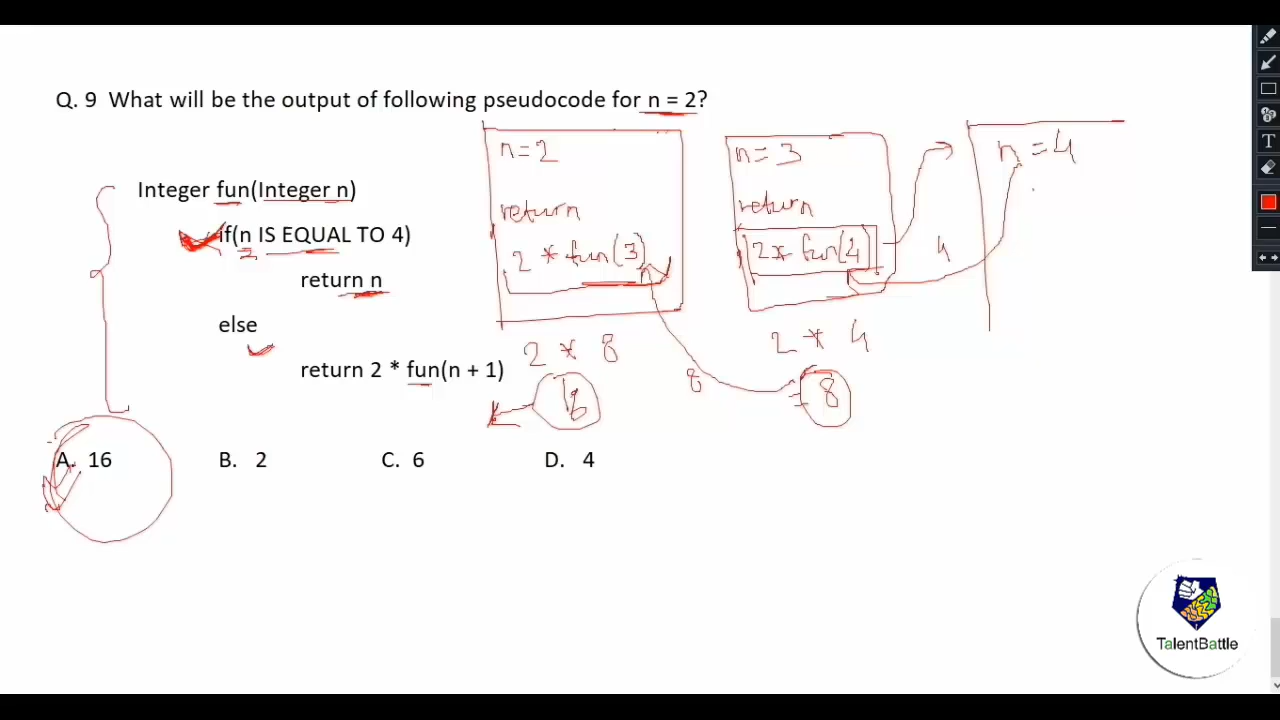 Q. 9 What will be the output of following pseudocode for n = 2?
Integer fun(Integer n)
if(n IS EQUAL TO 4)
2
return n
else
return 2 * fun(n + 1)
n=2
return
2 * fun(3)
2 * 8
16
8
n=3
return
2* fun(4)
2 * 4
= 8
4
n=4
A. 16 B. 2 C. 6 D. 4
TalentBattle
T